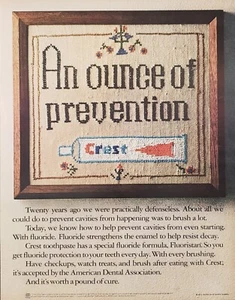 An ounce of
prevention
Crest
Twenty years ago we were practically defenseless. About all we
could do to prevent cavities from happening was to brush a lot.
Today, we know how to help prevent cavities from even starting.
With fluoride. Fluoride strengthens the enamel to help resist decay.
Crest toothpaste has a special fluoride formula, Fluoristan. So you
get fluoride protection to your teeth every day. With every brushing.
Have checkups, watch treats, and brush after eating with Crest;
it's accepted by the American Dental Association.
And it's worth a pound of cure.